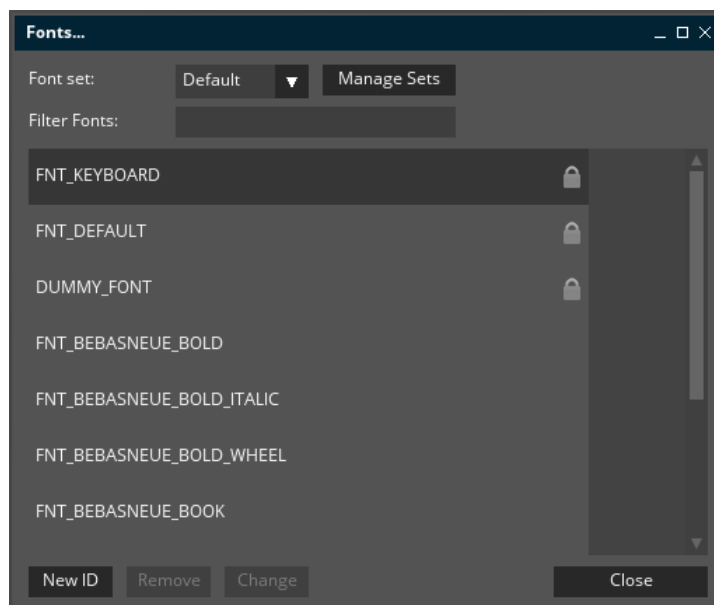 Fonts...
Font set: Default Manage Sets
Filter Fonts:
FNT_KEYBOARD
FNT_DEFAULT
DUMMY_FONT
FNT_BEBASNEUE_BOLD
FNT_BEBASNEUE_BOLD_ITALIC
FNT_BEBASNEUE_BOLD_WHEEL
FNT_BEBASNEUE_BOOK
New ID Remove Change Close